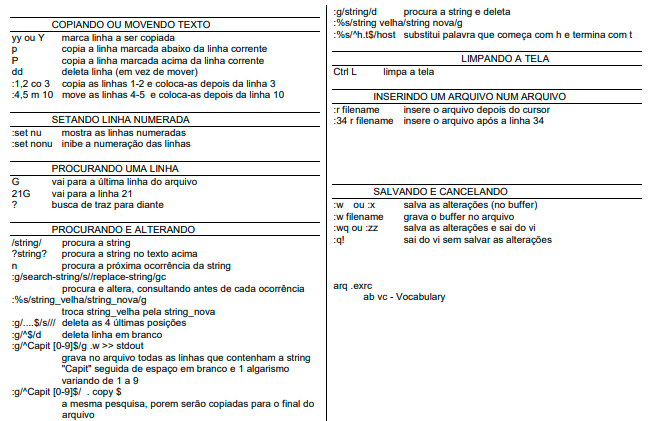 COPIANDO OU MOVENDO TEXTO
yy ou Y marca linha a ser copiada
p copia a linha marcada abaixo da linha corrente
P copia a linha marcada acima da linha corrente
dd deleta linha (em vez de mover)
:1,2 co 3 copia as linhas 1-2 e coloca-as depois da linha 3
:4,5 m 10 move as linhas 4-5 e coloca-as depois da linha 10
SETANDO LINHA NUMERADA
:set nu mostra as linhas numeradas
:set nonu inibe a numeração das linhas
PROCURANDO UMA LINHA
G vai para a última linha do arquivo
21G vai para a linha 21
? busca de traz para diante
PROCURANDO E ALTERANDO
/string/ procura a string
?string? procura a string no texto acima
n procura a próxima ocorrência da string
:g/search-string/s//replace-string/gc
procura e altera, consultando antes de cada ocorrência
:%s/string_velha/string_nova/g
troca string_velha pela string_nova
:g/....$/s/// deleta as 4 últimas posições
:g/^$/d deleta linha em branco
:g/^Capit [0-9]$/g .w >> stdout
grava no arquivo todas as linhas que contenham a string
"Capit" seguida de espaço em branco e 1 algarismo
variando de 1 a 9
:g/^Capit [0-9]$/ . copy $
a mesma pesquisa, porem serão copiadas para o final do
arquivo
:g/string/d procura a string e deleta
:%s/string velha/string nova/g
:%s/^h.t$/host substitui palavra que começa com h e termina com t
LIMPANDO A TELA
Ctrl L limpa a tela
INSERINDO UM ARQUIVO NUM ARQUIVO
:r filename insere o arquivo depois do cursor
:34 r filename insere o arquivo após a linha 34
SALVANDO E CANCELANDO
:w ou :x salva as alterações (no buffer)
:w filename grava o buffer no arquivo
:wq ou :zz salva as alterações e sai do vi
:q! sai do vi sem salvar as alterações
arq .exrc
ab vc - Vocabulary